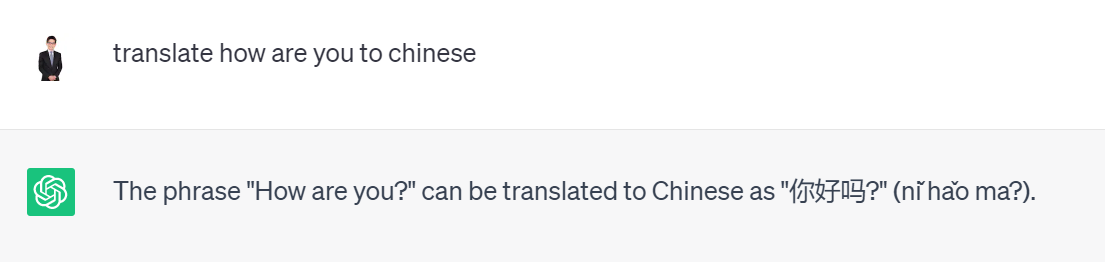 translate how are you to chinese
The phrase "How are you?" can be translated to Chinese as "你好吗?" (nǐ hǎo ma?).